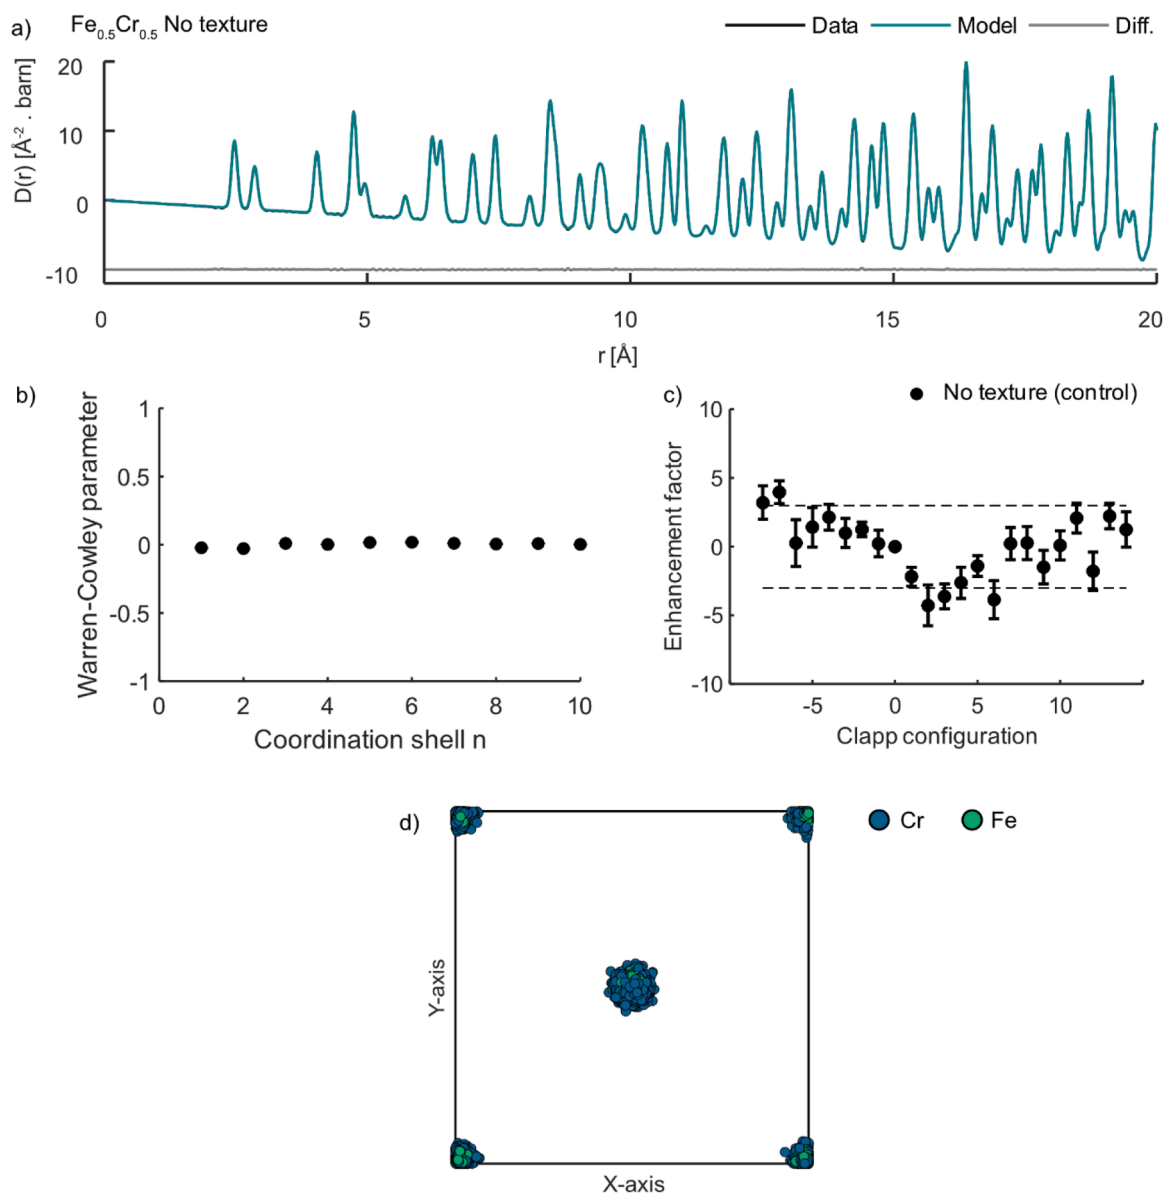 a) Fe0.5Cr0.5 No texture Data Model Diff.
D(r) [Å-2 . barn]
20
10
0
-10
0 5 10 15 20
r [Å]
b)
Warren-Cowley parameter
1
0.5
0
-0.5
-1
0 2 4 6 8 10
Coordination shell n
c) No texture (control)
Enhancement factor
10
5
0
-5
-10
-5 0 5 10
Clapp configuration
d) Cr Fe
Y-axis
X-axis